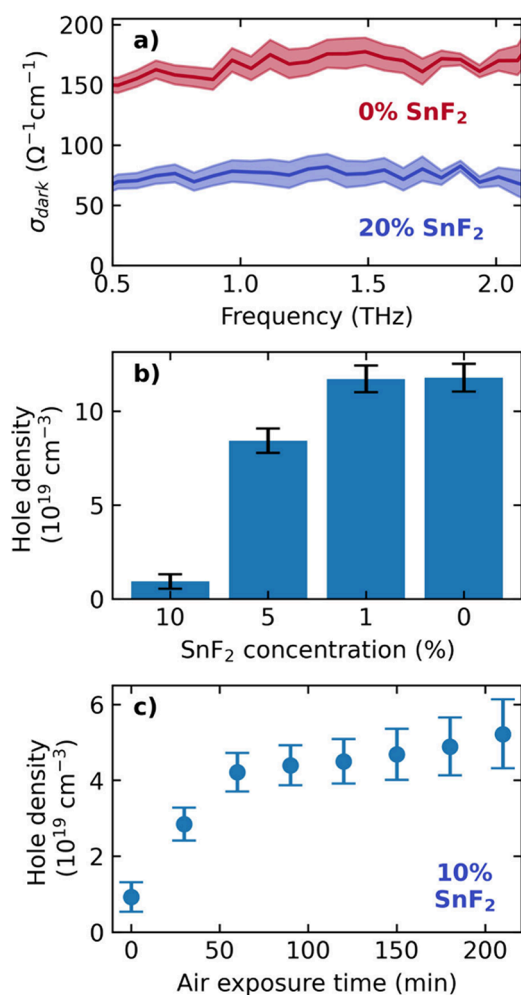 a)
200
150
100
50
0
σdark (Ω⁻¹cm⁻¹)
0% SnF₂
20% SnF₂
0.5 1.0 1.5 2.0
Frequency (THz)
b)
10
5
0
Hole density
(10¹⁹ cm⁻³)
10 5 1 0
SnF₂ concentration (%)
c)
6
4
2
0
Hole density
(10¹⁹ cm⁻³)
10%
SnF₂
0 50 100 150 200
Air exposure time (min)